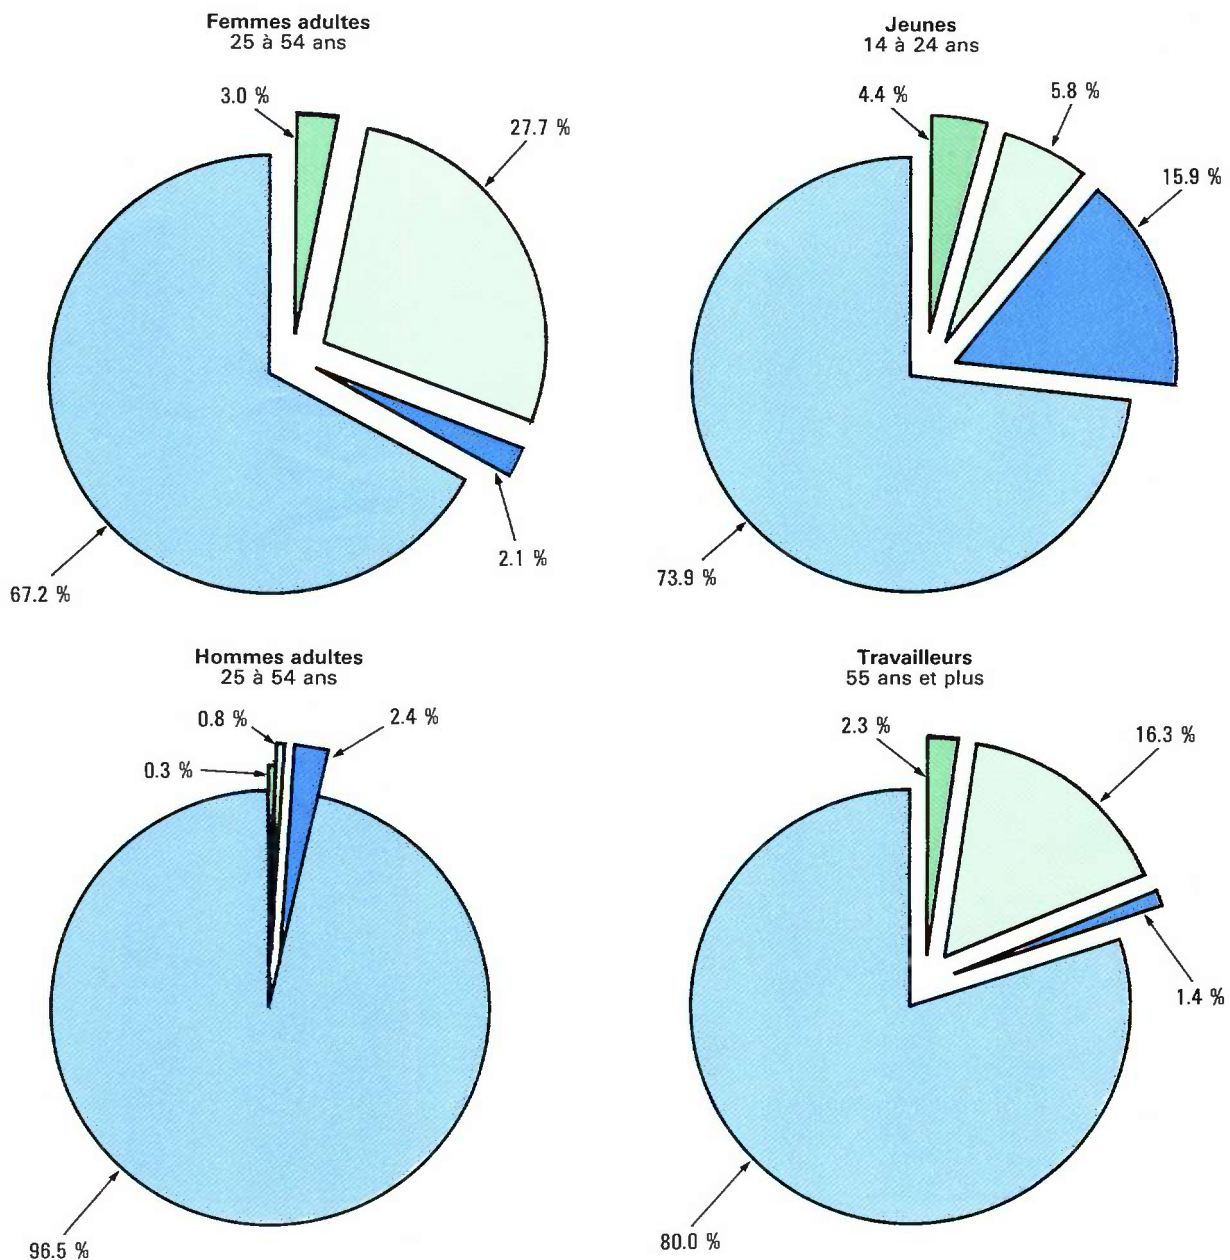 Femmes adultes
25 à 54 ans
3.0 %
27.7 %
2.1 %
67.2 %
Jeunes
14 à 24 ans
4.4 %
5.8 %
15.9 %
73.9 %
Hommes adultes
25 à 54 ans
0.8 %
2.4 %
0.3 %
96.5 %
Travailleurs
55 ans et plus
2.3 %
16.3 %
1.4 %
80.0 %